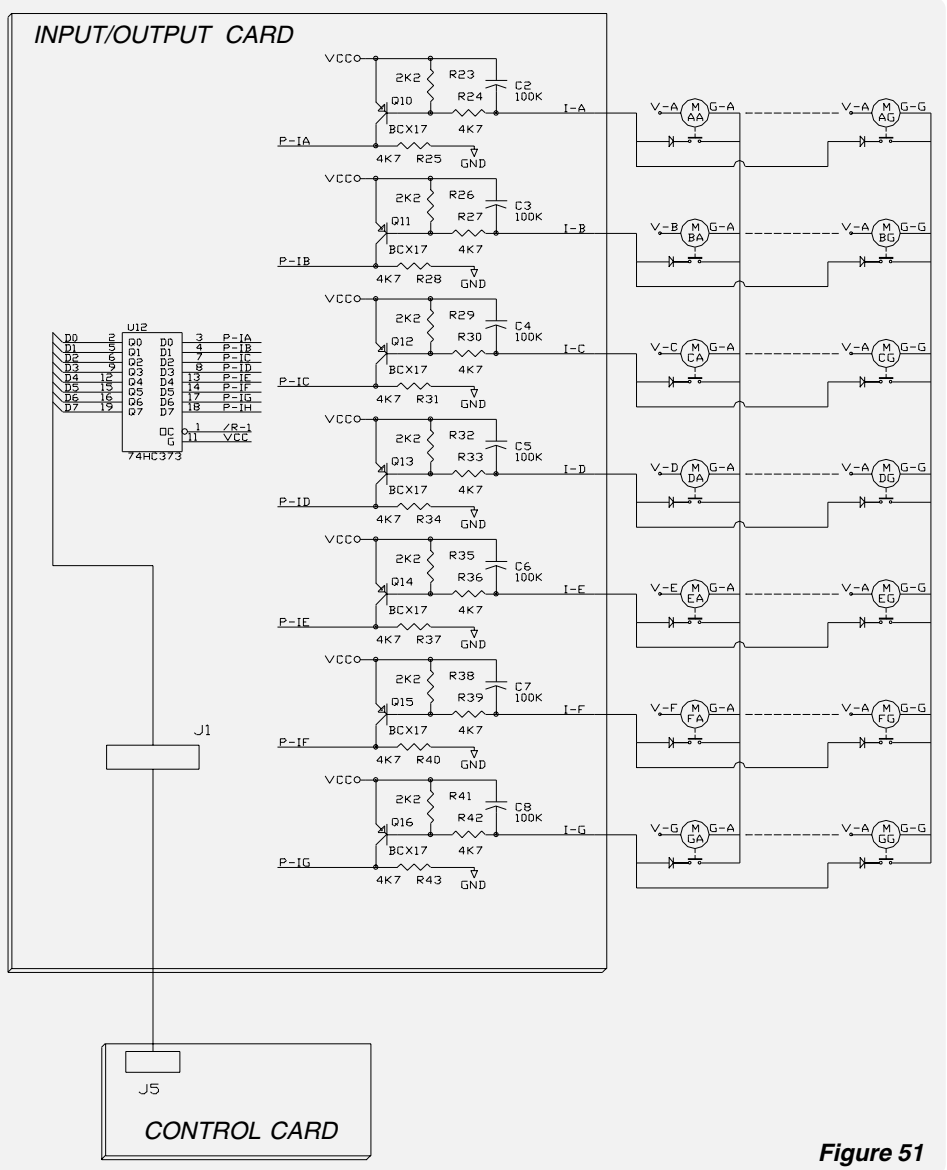 INPUT/OUTPUT CARD
VCC
2K2 R23 C2
Q10 R24 100K I-A V-A M AA G-A V-A M AG G-G
BCX17 4K7
P-IA
4K7 R25 GND
VCC
2K2 R26 C3
Q11 R27 100K I-B V-B M BA G-A V-A M BG G-G
BCX17 4K7
P-IB
4K7 R28 GND
VCC
2K2 R29 C4
Q12 R30 100K I-C V-C M CA G-A V-A M CG G-G
BCX17 4K7
P-IC
4K7 R31 GND
U12
D0 2 Q0 D0 3 P-IA
D1 5 Q1 D1 4 P-IB
D2 6 Q2 D2 7 P-IC
D3 9 Q3 D3 8 P-ID
D4 12 Q4 D4 13 P-IE
D5 15 Q5 D5 14 P-IF
D6 16 Q6 D6 17 P-IG
D7 19 Q7 D7 18 P-IH
OC 1 /R-1
G 11 VCC
74HC373
VCC
2K2 R32 C5
Q13 R33 100K I-D V-D M DA G-A V-A M DG G-G
BCX17 4K7
P-ID
4K7 R34 GND
VCC
2K2 R35 C6
Q14 R36 100K I-E V-E M EA G-A V-A M EG G-G
BCX17 4K7
P-IE
4K7 R37 GND
VCC
2K2 R38 C7
Q15 R39 100K I-F V-F M FA G-A V-A M FG G-G
BCX17 4K7
P-IF
4K7 R40 GND
J1
VCC
2K2 R41 C8
Q16 R42 100K I-G V-G M GA G-A V-A M GG G-G
BCX17 4K7
P-IG
4K7 R43 GND
J5
CONTROL CARD
Figure 51